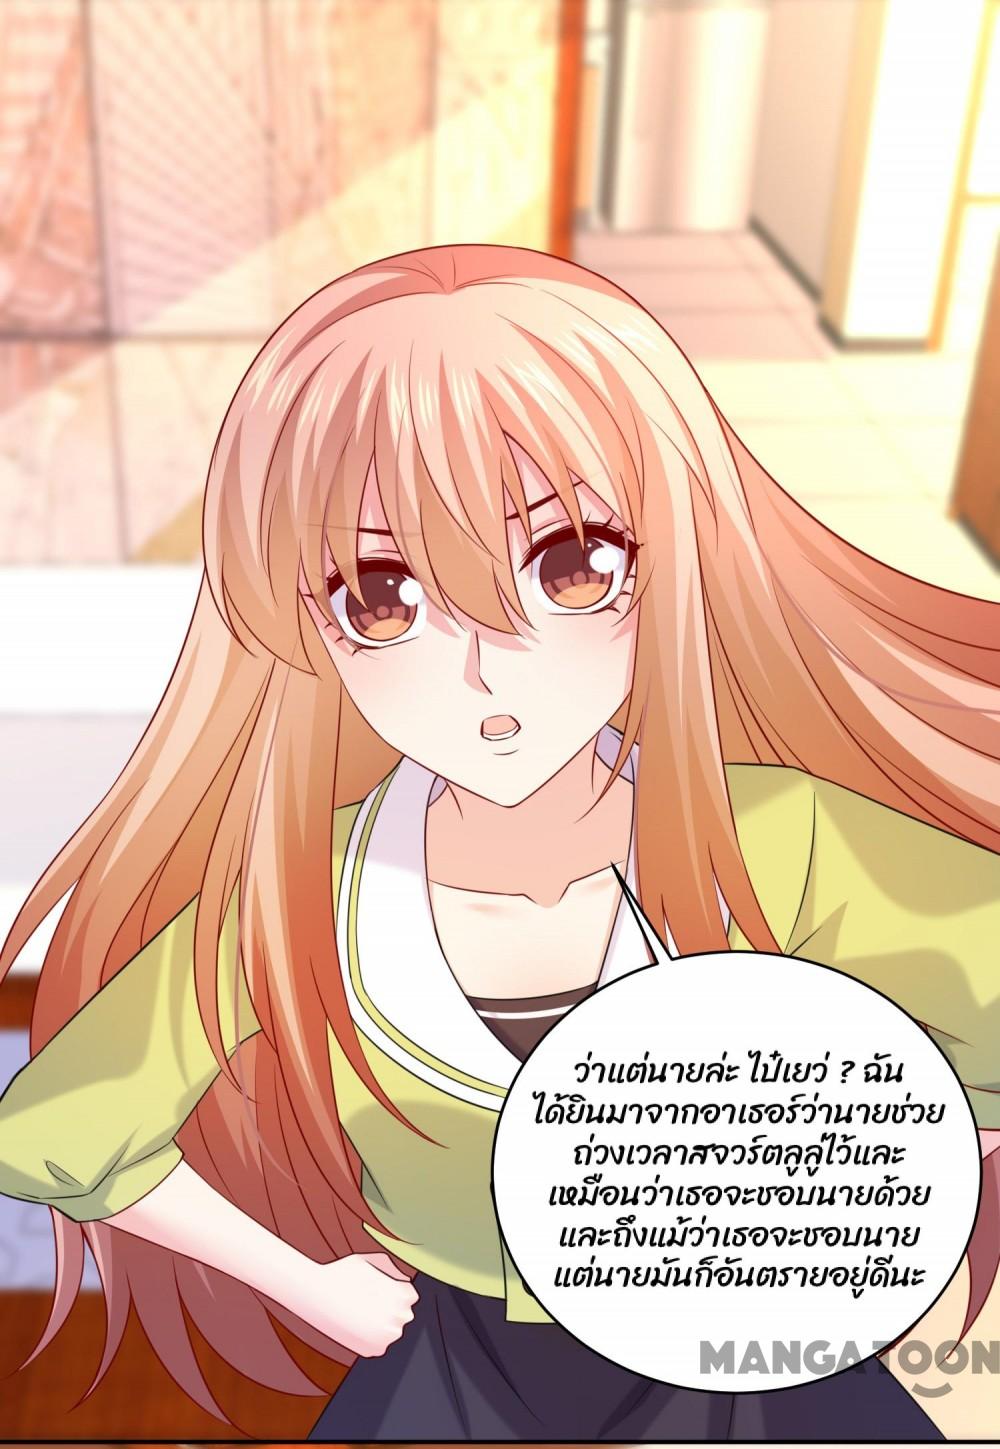 ว่าแต่นายล่ะ ไป๋เยว่ ? ฉัน
ได้ยินมาจากอาเธอร์ว่านายช่วย
ถ่วงเวลาสจวร์ตลูลู่ไว้และ
เหมือนว่าเธอจะชอบนายด้วย
และถึงแม้ว่าเธอจะชอบนาย
แต่นายมันก็อันตรายอยู่ดีนะ
MANGATOON